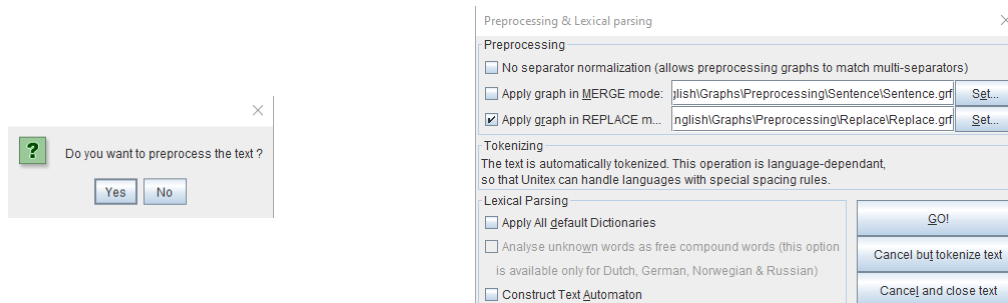 Do you want to preprocess the text ?
Yes No
Preprocessing & Lexical parsing
Preprocessing
No separator normalization (allows preprocessing graphs to match multi-separators)
Apply graph in MERGE mode: glish\Graphs\Preprocessing\Sentence\Sentence.grf Set...
Apply graph in REPLACE m... nglish\Graphs\Preprocessing\Replace\Replace.grf Set...
Tokenizing
The text is automatically tokenized. This operation is language-dependant,
so that Unitex can handle languages with special spacing rules.
Lexical Parsing
Apply All default Dictionaries
Analyse unknown words as free compound words (this option
is available only for Dutch, German, Norwegian & Russian)
Construct Text Automaton
GO!
Cancel but tokenize text
Cancel and close text